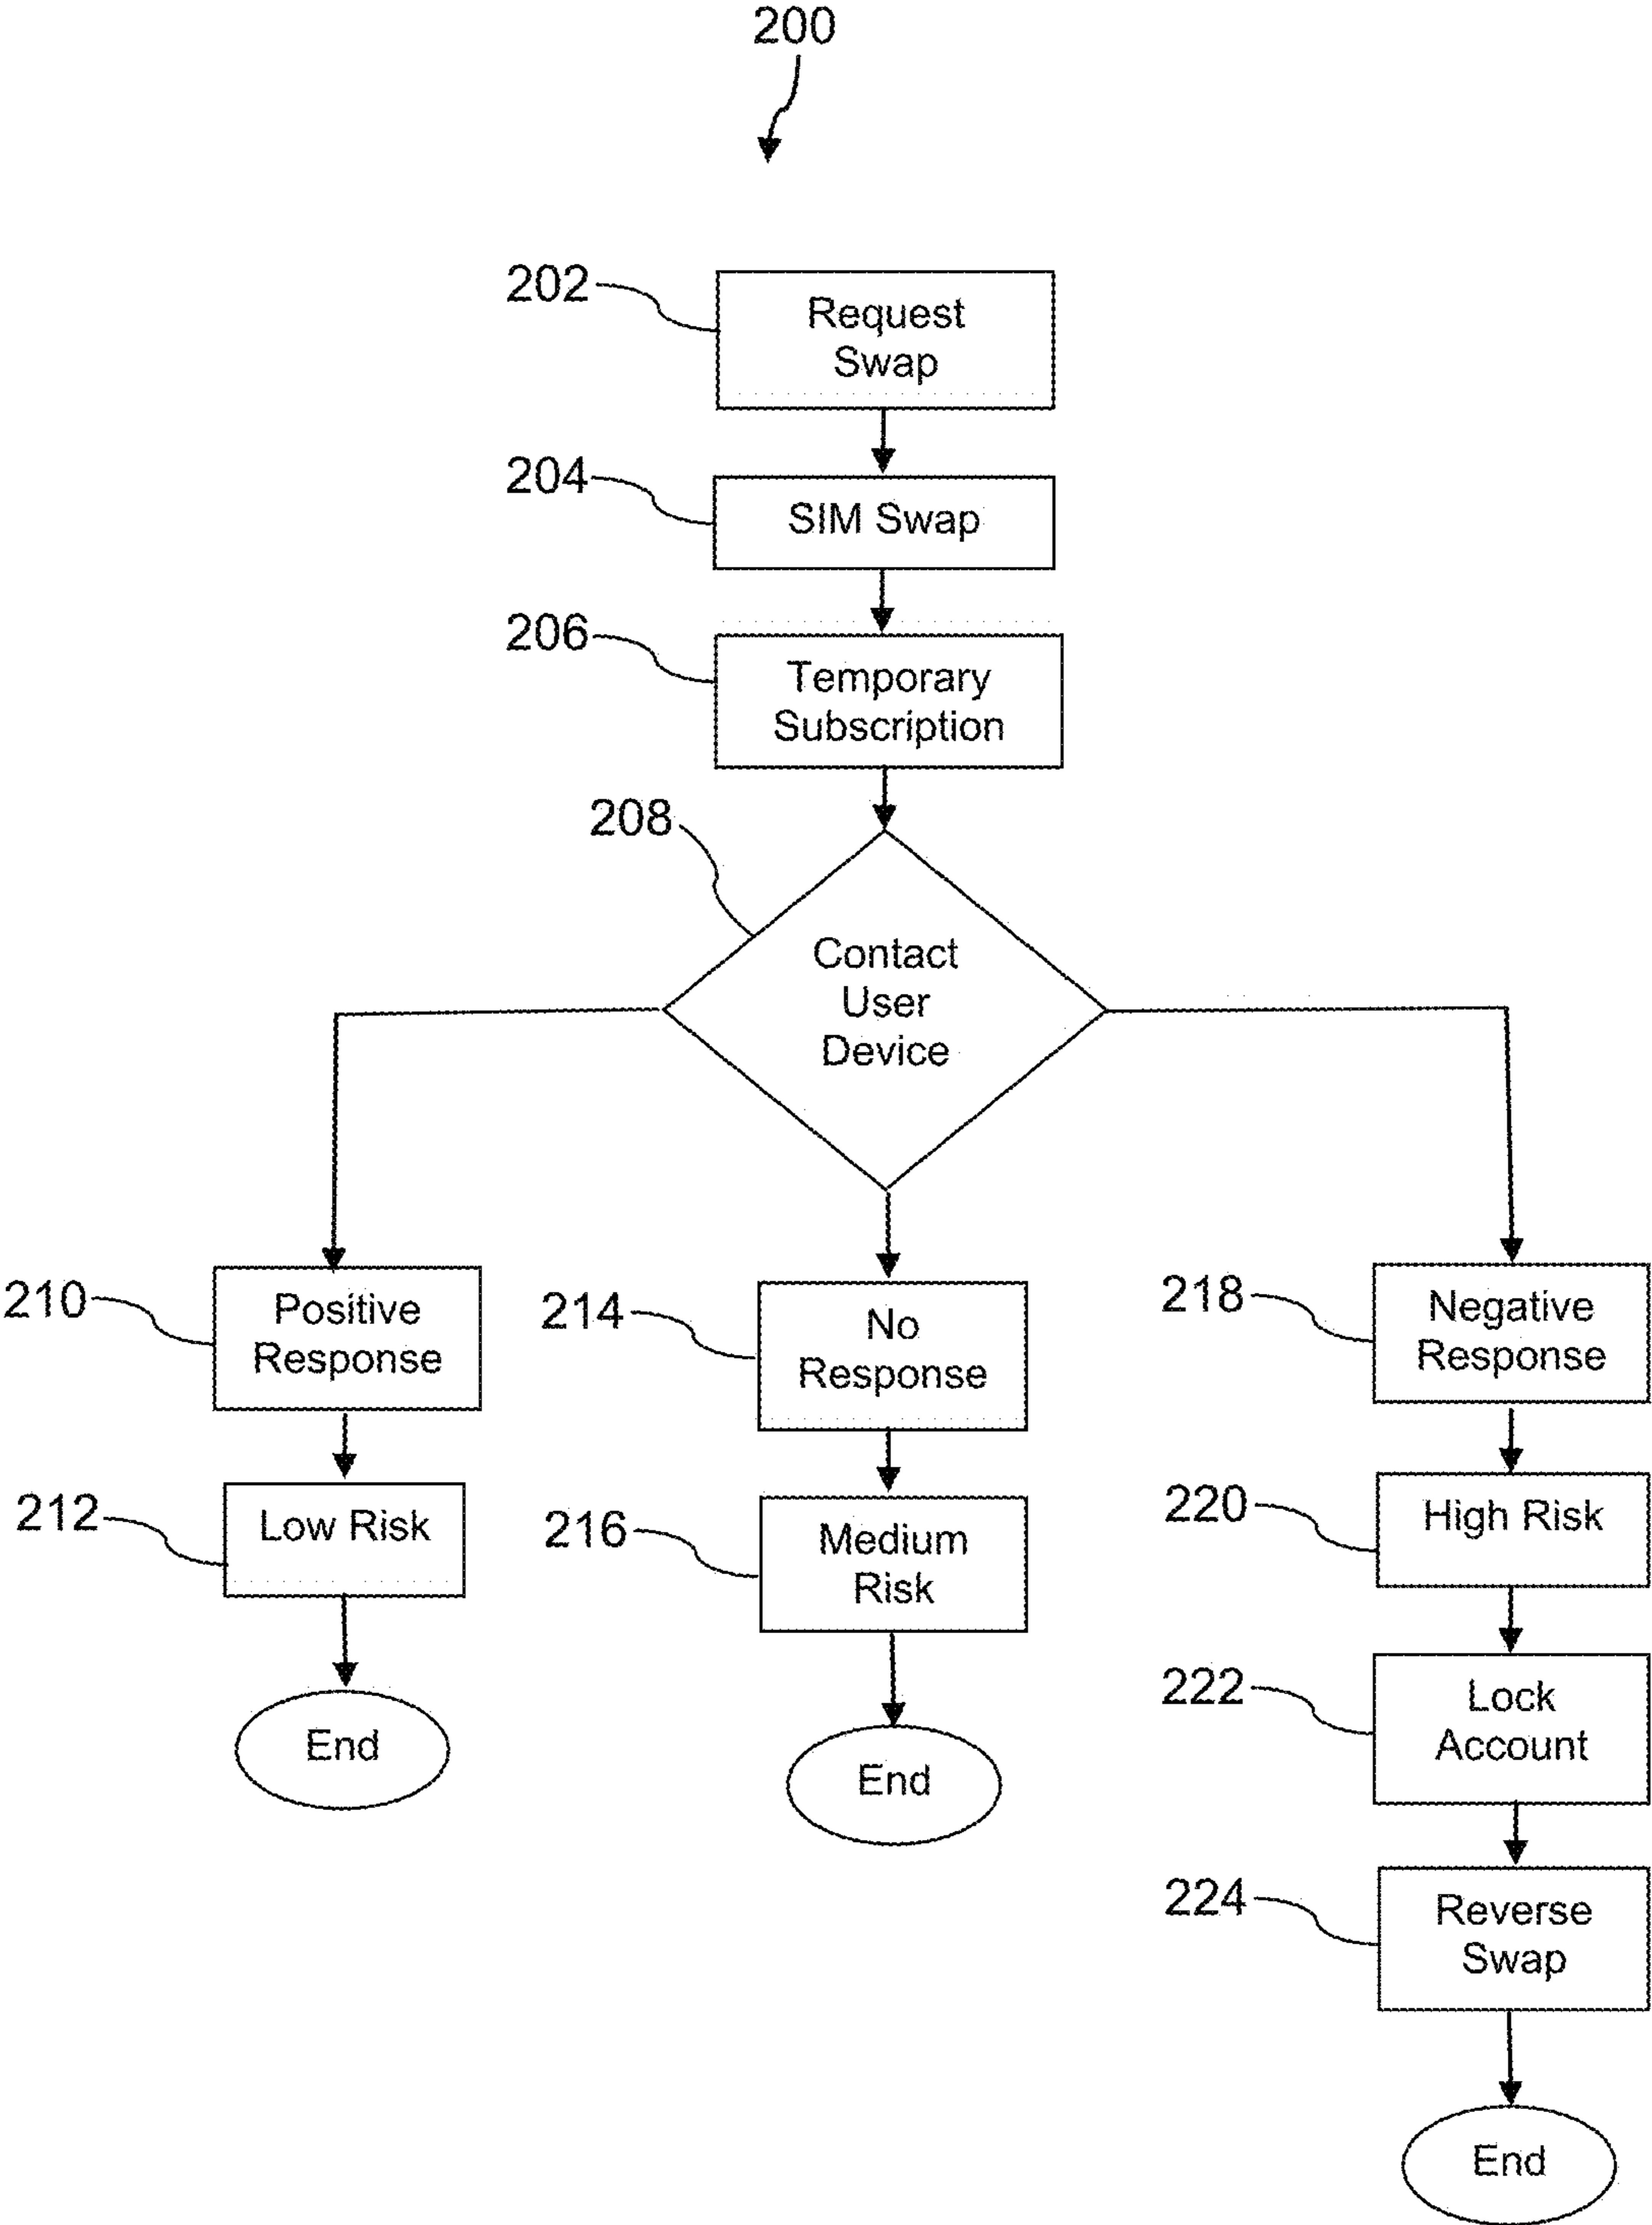 200
202
Request
Swap
204
SIM Swap
206
Temporary
Subscription
208
Contact
User
Device
210
Positive
Response
214
No
Response
218
Negative
Response
212
Low Risk
216
Medium
Risk
220
High Risk
222
Lock
Account
End
End
224
Reverse
Swap
End